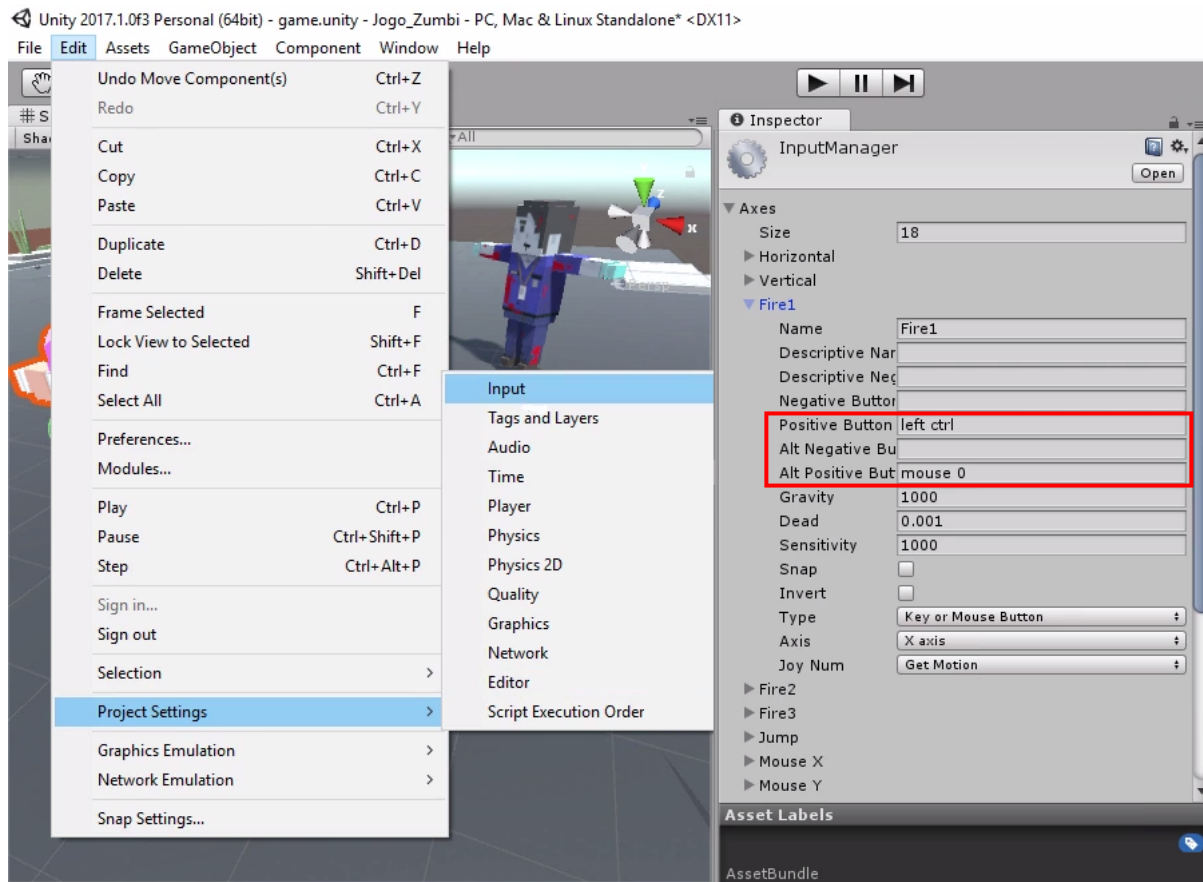 Unity 2017.1.0f3 Personal (64bit) - game.unity - Jogo_Zumbi - PC, Mac & Linux Standalone* <DX11>
File Edit Assets GameObject Component Window Help
Undo Move Component(s) Ctrl+Z
Redo Ctrl+Y
Cut Ctrl+X
Copy Ctrl+C
Paste Ctrl+V
Duplicate Ctrl+D
Delete Shift+Del
Frame Selected F
Lock View to Selected Shift+F
Find Ctrl+F
Select All Ctrl+A
Preferences...
Modules...
Play Ctrl+P
Pause Ctrl+Shift+P
Step Ctrl+Alt+P
Sign in...
Sign out
Selection
Project Settings
Graphics Emulation
Network Emulation
Snap Settings...
# S
Sha
All
z
x
Persp
Input
Tags and Layers
Audio
Time
Player
Physics
Physics 2D
Quality
Graphics
Network
Editor
Script Execution Order
Inspector
InputManager
Open
Axes
Size 18
Horizontal
Vertical
Fire1
Name Fire1
Descriptive Nar
Descriptive Neg
Negative Buttor
Positive Button left ctrl
Alt Negative Bu
Alt Positive But mouse 0
Gravity 1000
Dead 0.001
Sensitivity 1000
Snap
Invert
Type Key or Mouse Button
Axis X axis
Joy Num Get Motion
Fire2
Fire3
Jump
Mouse X
Mouse Y
Asset Labels
AssetBundle